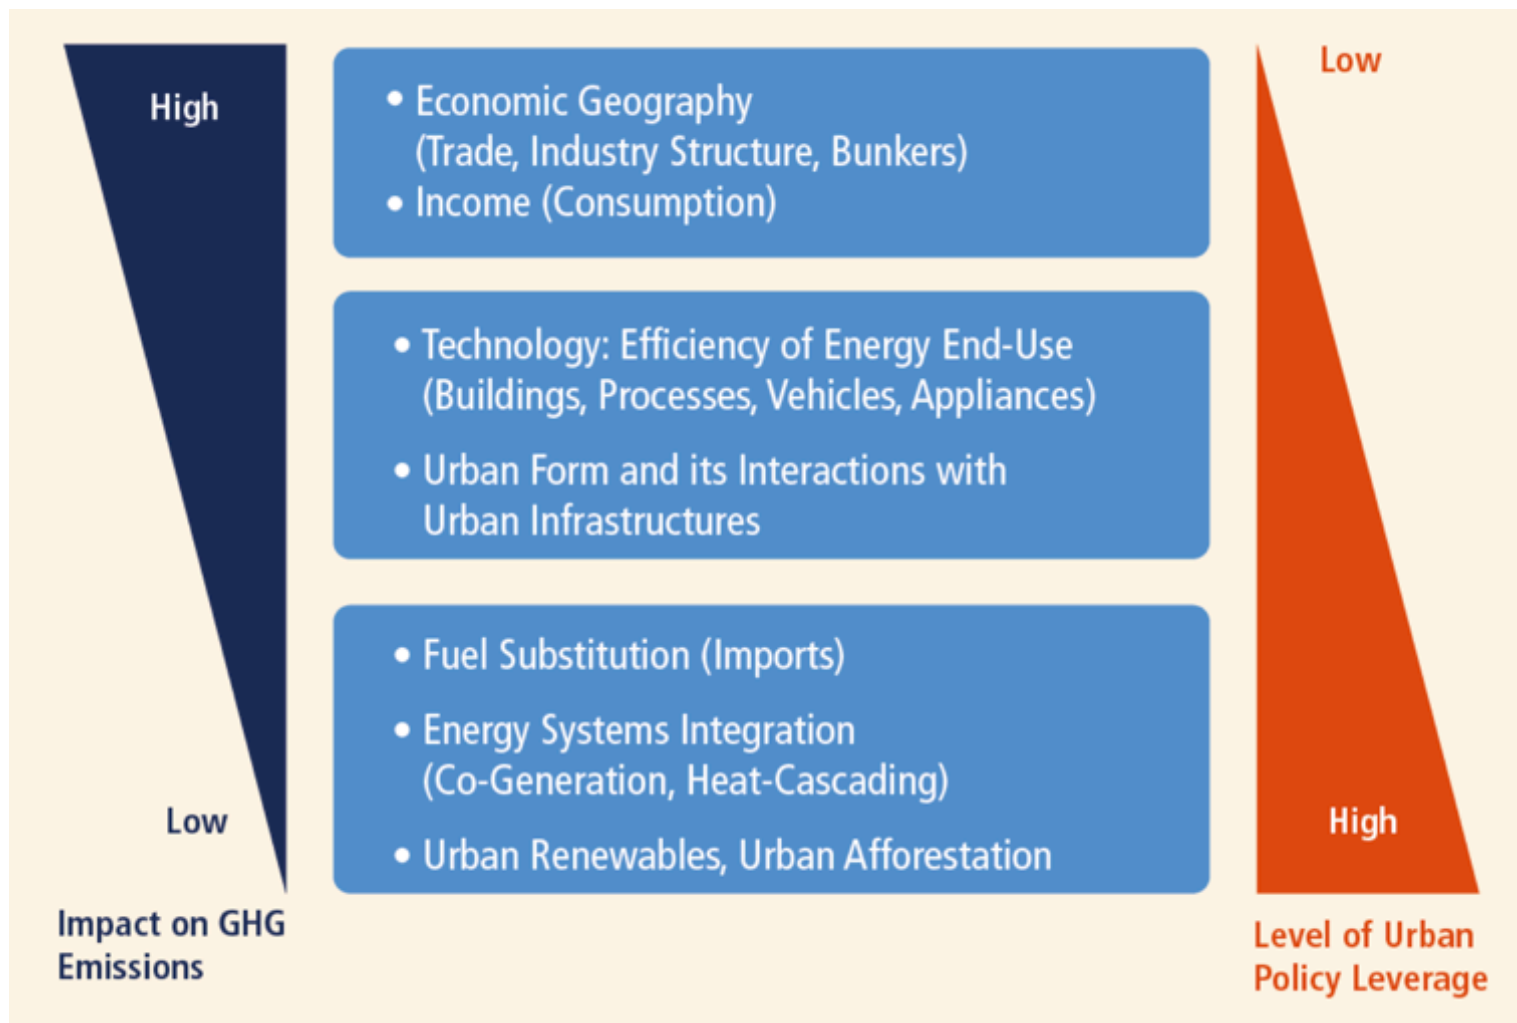 High
Low
Impact on GHG
Emissions
• Economic Geography
(Trade, Industry Structure, Bunkers)
• Income (Consumption)
• Technology: Efficiency of Energy End-Use
(Buildings, Processes, Vehicles, Appliances)
• Urban Form and its Interactions with
Urban Infrastructures
• Fuel Substitution (Imports)
• Energy Systems Integration
(Co-Generation, Heat-Cascading)
• Urban Renewables, Urban Afforestation
Low
High
Level of Urban
Policy Leverage